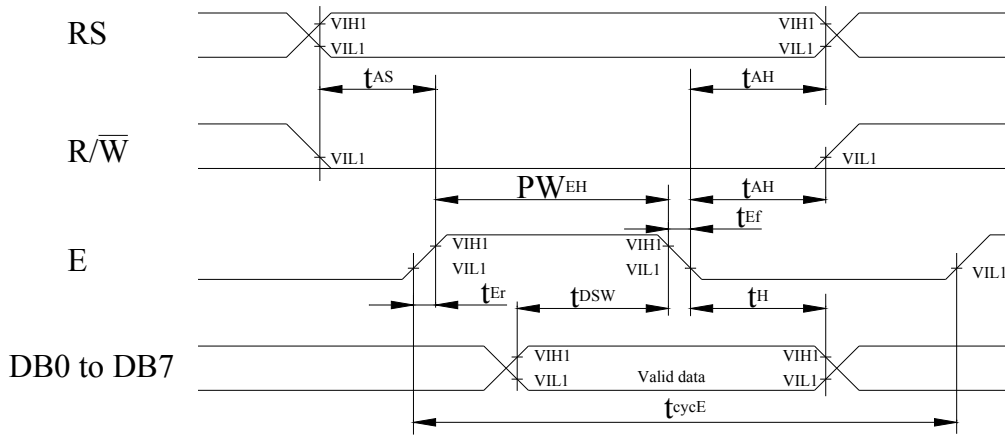 RS VIH1 VIH1
VIL1 VIL1
tAS tAH
R/W̅ VIL1 VIL1
PWEH tAH
tEf
E VIH1 VIH1
VIL1 VIL1 VIL1
tEr tDSW tH
DB0 to DB7 VIH1 VIH1
VIL1 Valid data VIL1
tcycE